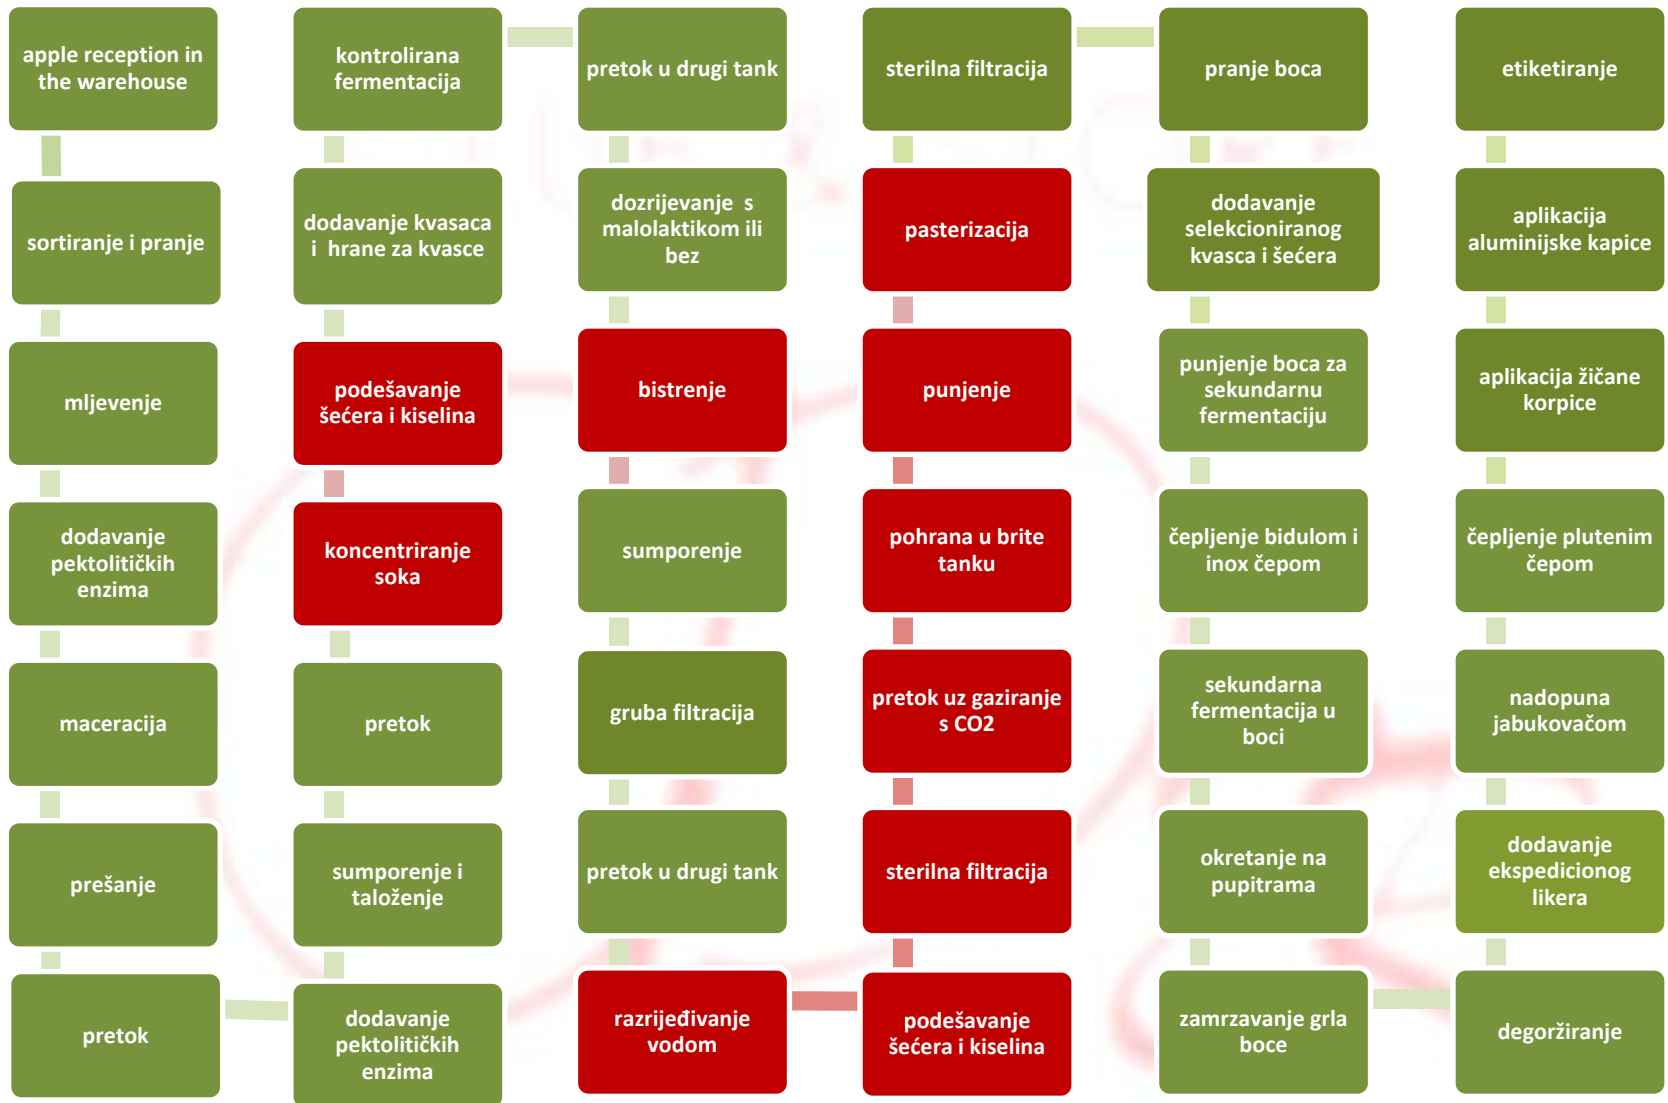 apple reception in
the warehouse
sortiranje i pranje
mljevenje
dodavanje
pektolitičkih
enzima
maceracija
prešanje
pretok
dodavanje
pektolitičkih
enzima
sumporenje i
taloženje
pretok
koncentriranje
soka
podešavanje
šećera i kiselina
dodavanje kvasaca
i hrane za kvasce
kontrolirana
fermentacija
pretok u drugi tank
dozrijevanje s
malolaktikom ili
bez
bistrenje
sumporenje
gruba filtracija
pretok u drugi tank
razrijeđivanje
vodom
podešavanje
šećera i kiselina
sterilna filtracija
pretok uz gaziranje
s CO2
pohrana u brite
tanku
punjenje
pasterizacija
sterilna filtracija
pranje boca
dodavanje
selekcioniranog
kvasca i šećera
punjenje boca za
sekundarnu
fermentaciju
čepljenje bidulom i
inox čepom
sekundarna
fermentacija u
boci
okretanje na
pupitrama
zamrzavanje grla
boce
degoržiranje
dodavanje
ekspedicionog
likera
nadopuna
jabukovačom
čepljenje plutenim
čepom
aplikacija žičane
korpice
aplikacija
aluminijske kapice
etiketiranje